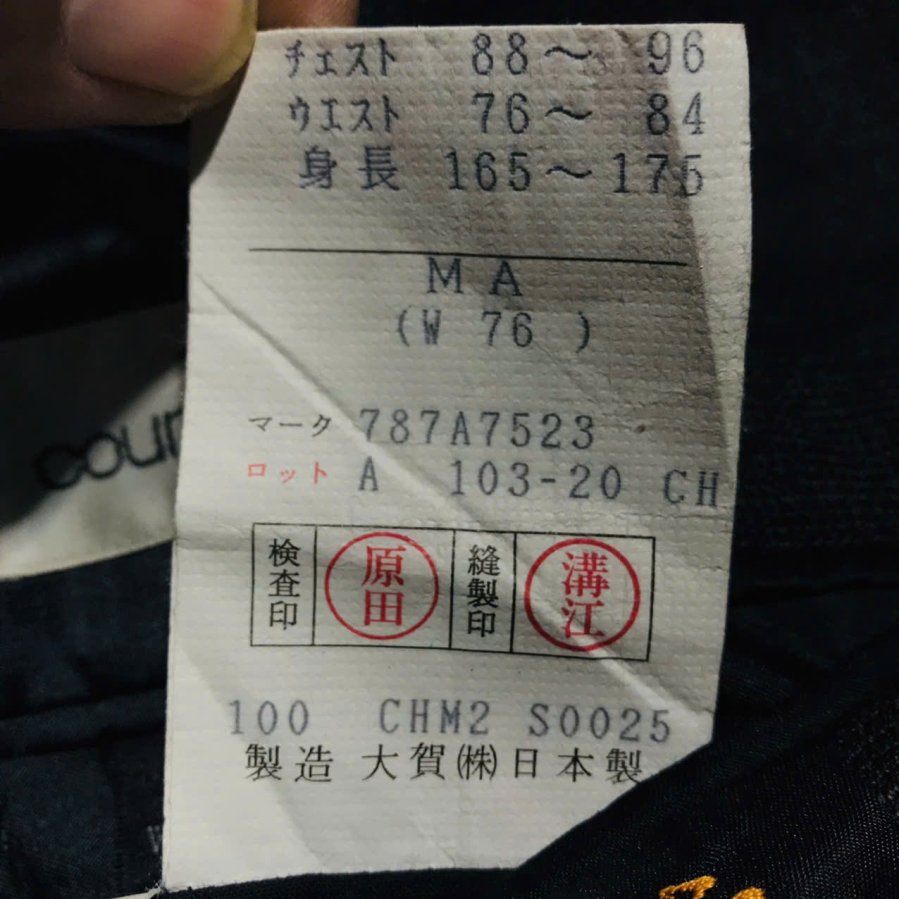 チェスト 88～ 96
ウエスト 76～ 84
身長 165～175
MA
(W 76 )
マーク 787A7523
ロット A 103-20 CH
検査印 原田 縫製印 溝江
100 CHM2 S0025
製造 大賀(株)日本製